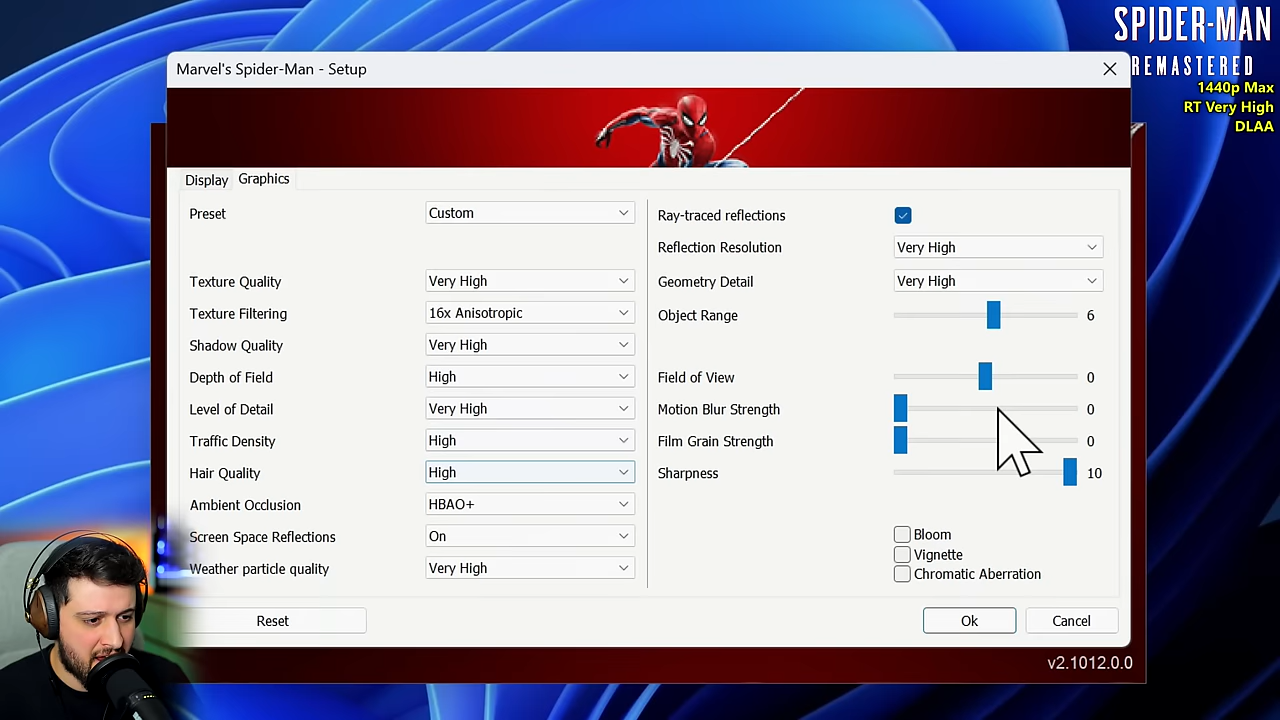 SPIDER-MAN
REMASTERED
1440p Max
RT Very High
DLAA
Marvel's Spider-Man - Setup
Display
Graphics
Preset
Custom
Texture Quality
Very High
Texture Filtering
16x Anisotropic
Shadow Quality
Very High
Depth of Field
High
Level of Detail
Very High
Traffic Density
High
Hair Quality
High
Ambient Occlusion
HBAO+
Screen Space Reflections
On
Weather particle quality
Very High
Ray-traced reflections
Reflection Resolution
Very High
Geometry Detail
Very High
Object Range
6
Field of View
0
Motion Blur Strength
0
Film Grain Strength
0
Sharpness
10
Bloom
Vignette
Chromatic Aberration
Reset
Ok
Cancel
v2.1012.0.0